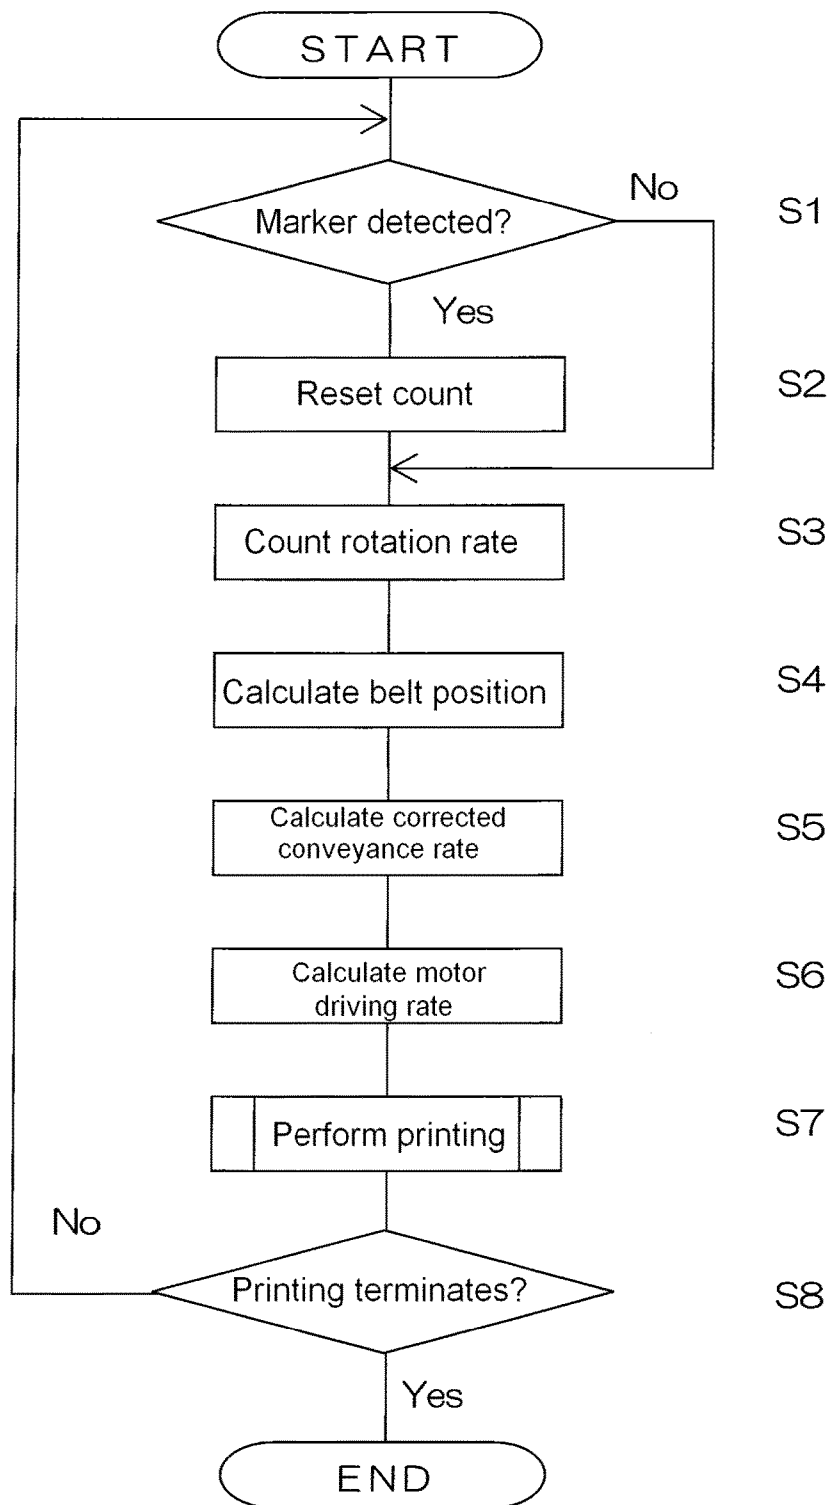 START
No
Marker detected?
S1
Yes
Reset count
S2
Count rotation rate
S3
Calculate belt position
S4
Calculate corrected
conveyance rate
S5
Calculate motor
driving rate
S6
Perform printing
S7
No
Printing terminates?
S8
Yes
END